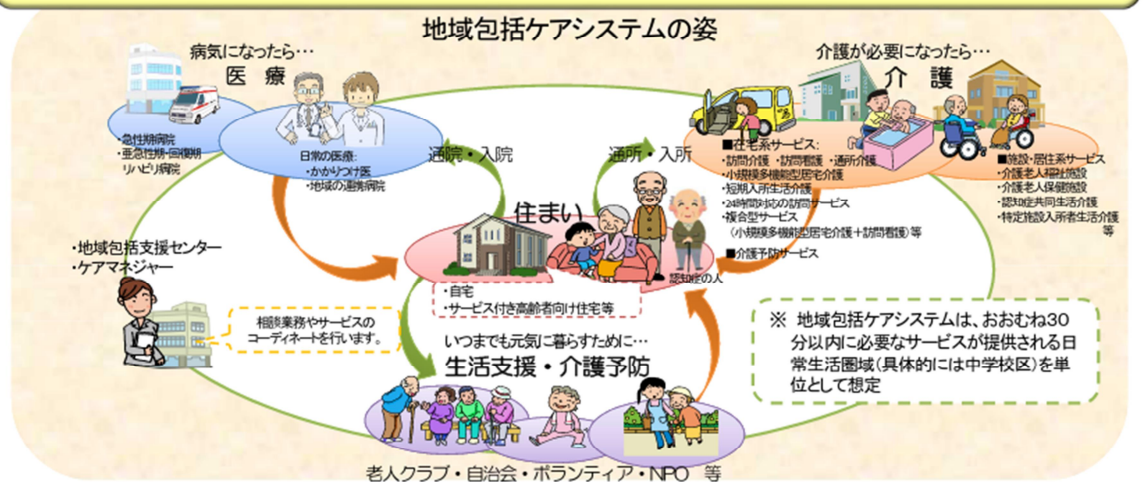 地域包括ケアシステムの姿
病気になったら…
医 療
・急性期病院
・亜急性期・回復期
リハビリ病院
日常の医療:
・かかりつけ医
・地域の連携病院
通院・入院
通所・入所
介護が必要になったら…
介 護
■在宅系サービス:
・訪問介護 ・訪問看護 ・通所介護
・小規模多機能型居宅介護
・短期入所生活介護
・24時間対応の訪問サービス
・複合型サービス
(小規模多機能型居宅介護+訪問看護)等
■介護予防サービス
■施設・居住系サービス
・介護老人福祉施設
・介護老人保健施設
・認知症共同生活介護
・特定施設入所者生活介護
等
住まい
認知症の人
・自宅
・サービス付き高齢者向け住宅等
・地域包括支援センター
・ケアマネジャー
相談業務やサービスの
コーディネートを行います。
いつまでも元気に暮らすために…
生活支援・介護予防
老人クラブ・自治会・ボランティア・NPO 等
※ 地域包括ケアシステムは、おおむね30
分以内に必要なサービスが提供される日
常生活圏域(具体的には中学校区)を単
位として想定